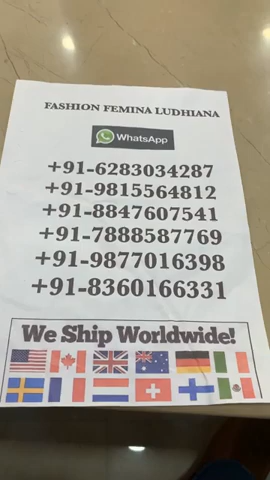 FASHION FEMINA LUDHIANA
WhatsApp
+91-6283034287
+91-9815564812
+91-8847607541
+91-7888587769
+91-9877016398
+91-8360166331
We Ship Worldwide!